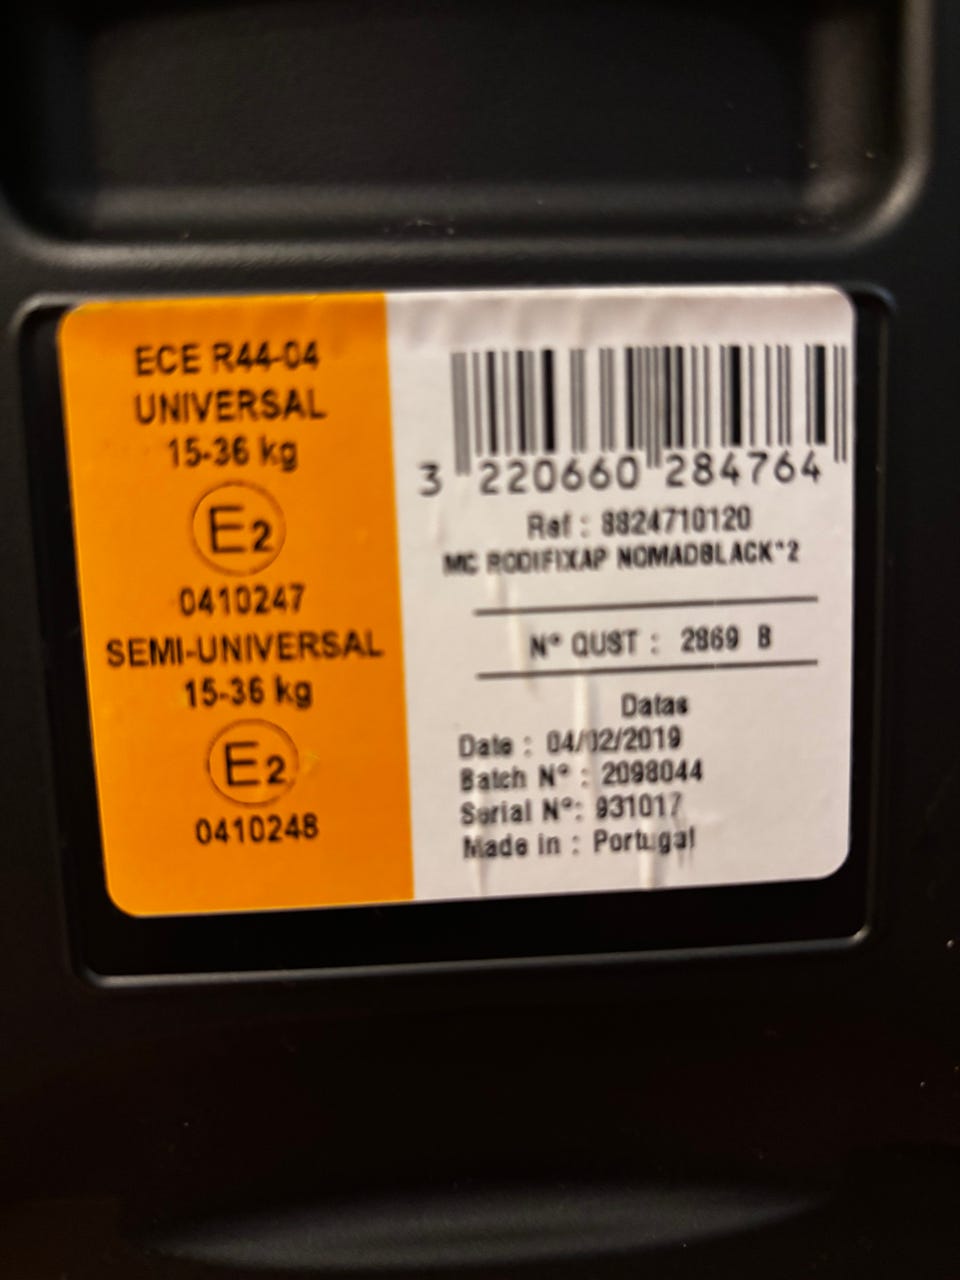 ECE R44-04
UNIVERSAL
15-36 kg
E2
0410247
SEMI-UNIVERSAL
15-36 kg
E2
0410248
3 220660 284764
Ref : 8824710120
MC RODIFIXAP NOMADBLACK*2
N° QUST : 2869 B
Datas
Date : 04/02/2019
Batch N° : 2098044
Serial N°: 931017
Made in : Portugal